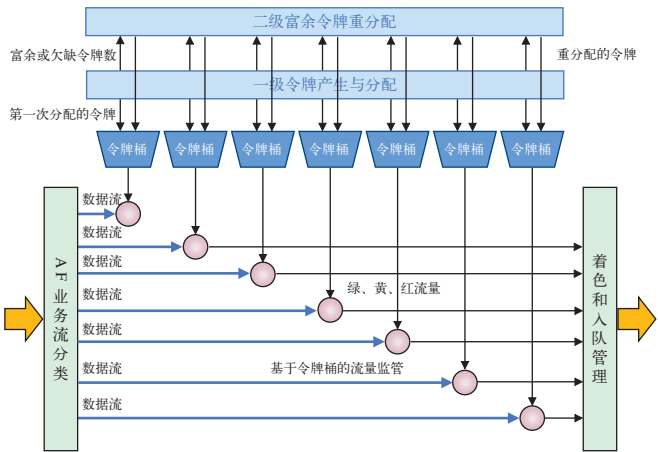 二级富余令牌重分配
富余或欠缺令牌数
重分配的令牌
一级令牌产生与分配
第一次分配的令牌
令牌桶
令牌桶
令牌桶
令牌桶
令牌桶
令牌桶
令牌桶
数据流
数据流
数据流
数据流
数据流
数据流
数据流
绿、黄、红流量
基于令牌桶的流量监管
AF业务流分类
着色和入队管理